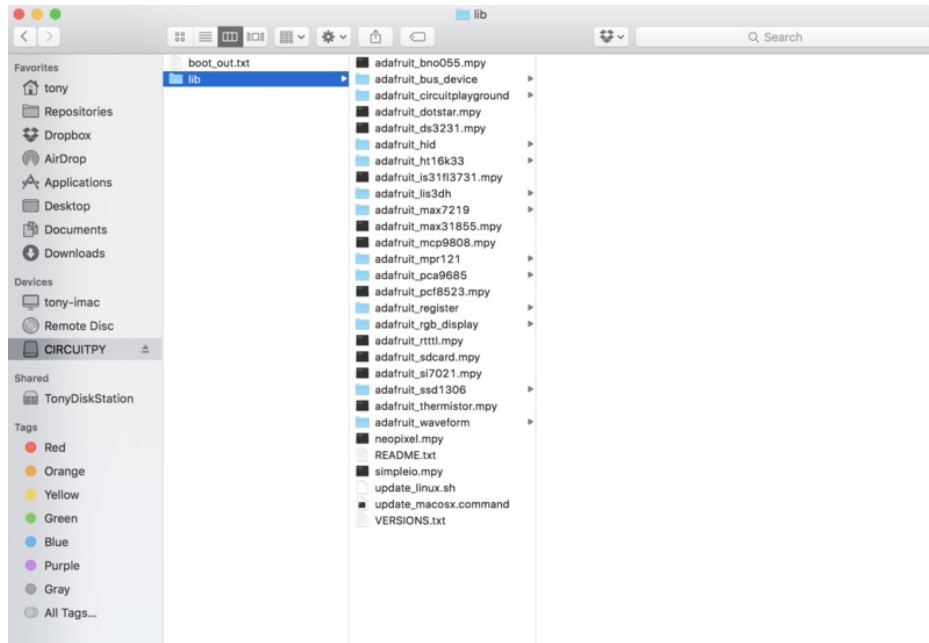 lib
Search
Favorites
tony
Repositories
Dropbox
AirDrop
Applications
Desktop
Documents
Downloads
Devices
tony-imac
Remote Disc
CIRCUITPY
Shared
TonyDiskStation
Tags
Red
Orange
Yellow
Green
Blue
Purple
Gray
All Tags...
boot_out.txt
lib
adafruit_bno055.mpy
adafruit_bus_device
adafruit_circuitplayground
adafruit_dotstar.mpy
adafruit_ds3231.mpy
adafruit_hid
adafruit_ht16k33
adafruit_is31fl3731.mpy
adafruit_lis3dh
adafruit_max7219
adafruit_max31855.mpy
adafruit_mcp9808.mpy
adafruit_mpr121
adafruit_pca9685
adafruit_pcf8523.mpy
adafruit_register
adafruit_rgb_display
adafruit_rtttl.mpy
adafruit_sdcard.mpy
adafruit_si7021.mpy
adafruit_ssd1306
adafruit_thermistor.mpy
adafruit_waveform
neopixel.mpy
README.txt
simpleio.mpy
update_linux.sh
update_macosx.command
VERSIONS.txt